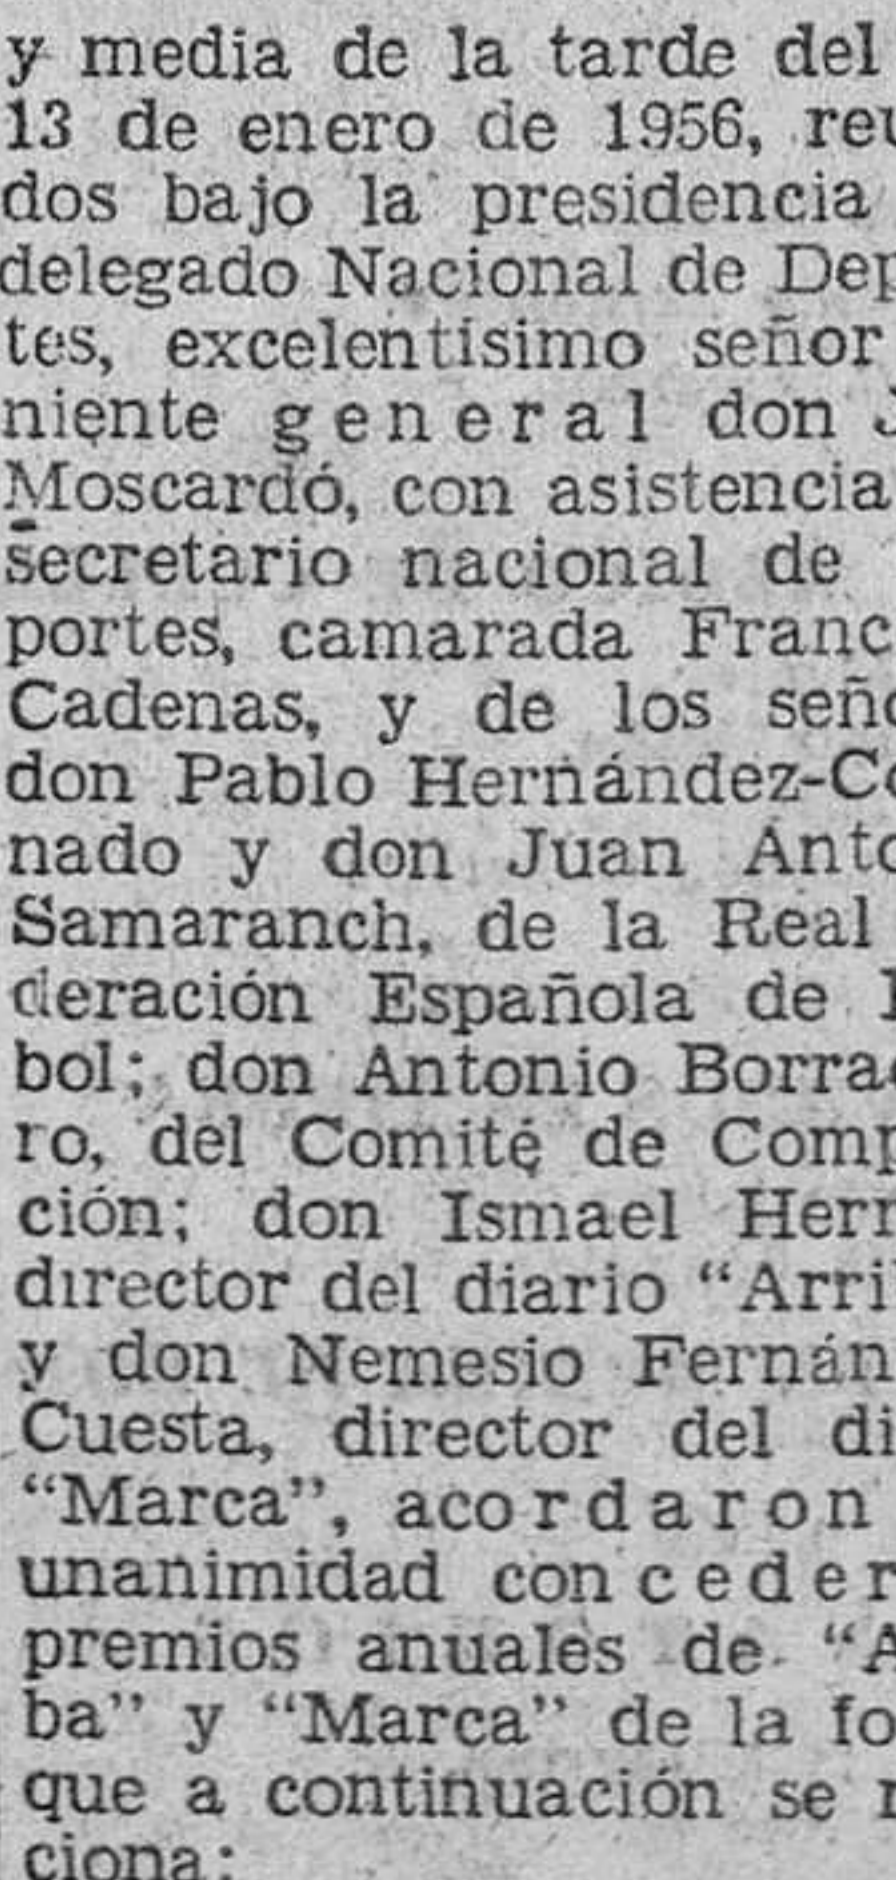 y media de la tarde del
13 de enero de 1956, reu
dos bajo la presidencia
delegado Nacional de Dep
tes, excelentísimo señor
niente general don J
Moscardó, con asistencia
secretario nacional de
portes, camarada Franc
Cadenas, y de los seño
don Pablo Hernández-Co
nado y don Juan Anto
Samaranch, de la Real
deración Española de F
bol; don Antonio Borra
ro, del Comité de Comp
ción; don Ismael Herr
director del diario “Arri
y don Nemesio Fernán
Cuesta, director del di
“Marca”, acordaron
unanimidad conceder
premios anuales de “A
ba” y “Marca” de la fo
que a continuación se
ciona: